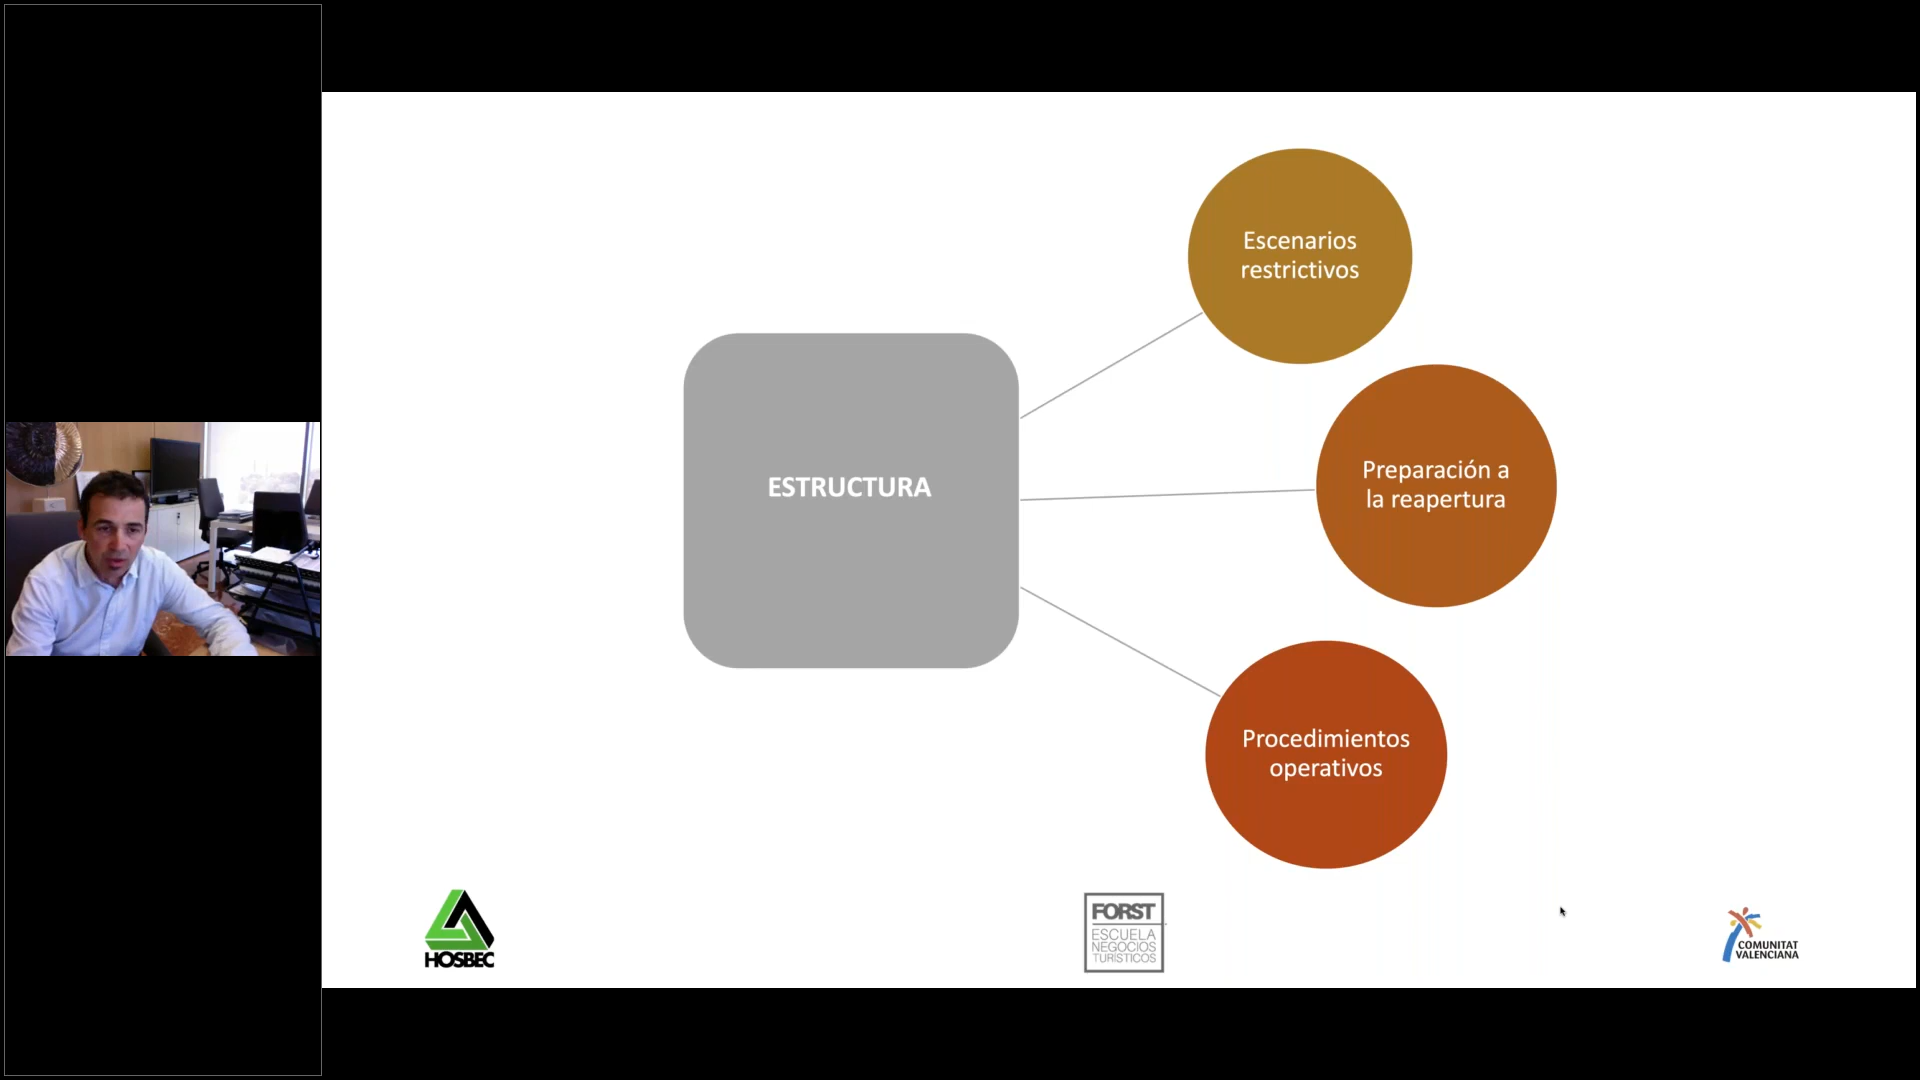 Escenarios
restrictivos
ESTRUCTURA
Preparación a
la reapertura
Procedimientos
operativos
HOSBEC
FORST
ESCUELA
NEGOCIOS
TURÍSTICOS
COMUNITAT
VALENCIANA